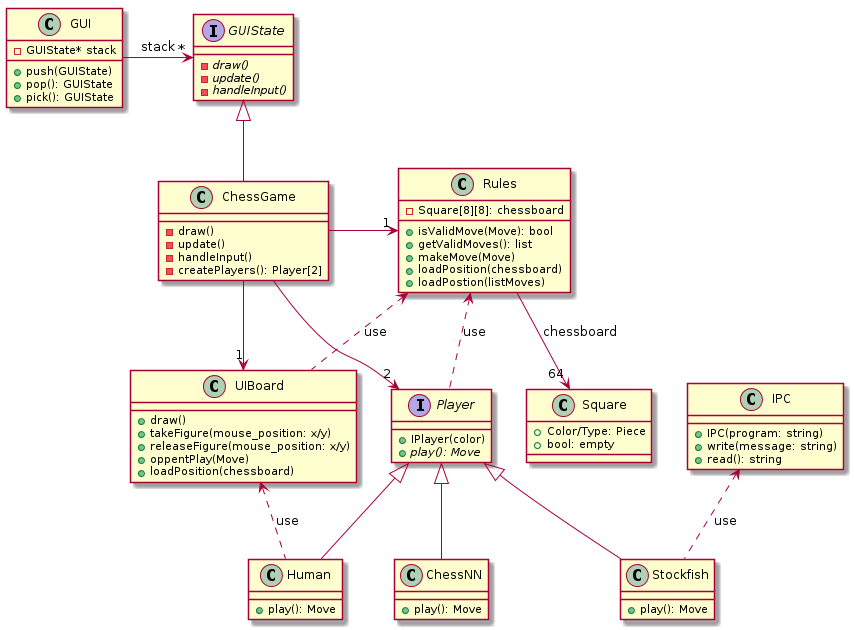 C GUI
GUIState* stack
push(GUIState)
pop(): GUIState
pick(): GUIState
stack
*
I GUIState
draw()
update()
handleInput()
C ChessGame
draw()
update()
handleInput()
createPlayers(): Player[2]
1
C Rules
Square[8][8]: chessboard
isValidMove(Move): bool
getValidMoves(): list
makeMove(Move)
loadPosition(chessboard)
loadPostion(listMoves)
use
use
chessboard
1
2
64
C UIBoard
draw()
takeFigure(mouse_position: x/y)
releaseFigure(mouse_position: x/y)
oppentPlay(Move)
loadPosition(chessboard)
I Player
IPlayer(color)
play(): Move
C Square
Color/Type: Piece
bool: empty
C IPC
IPC(program: string)
write(message: string)
read(): string
use
use
C Human
play(): Move
C ChessNN
play(): Move
C Stockfish
play(): Move